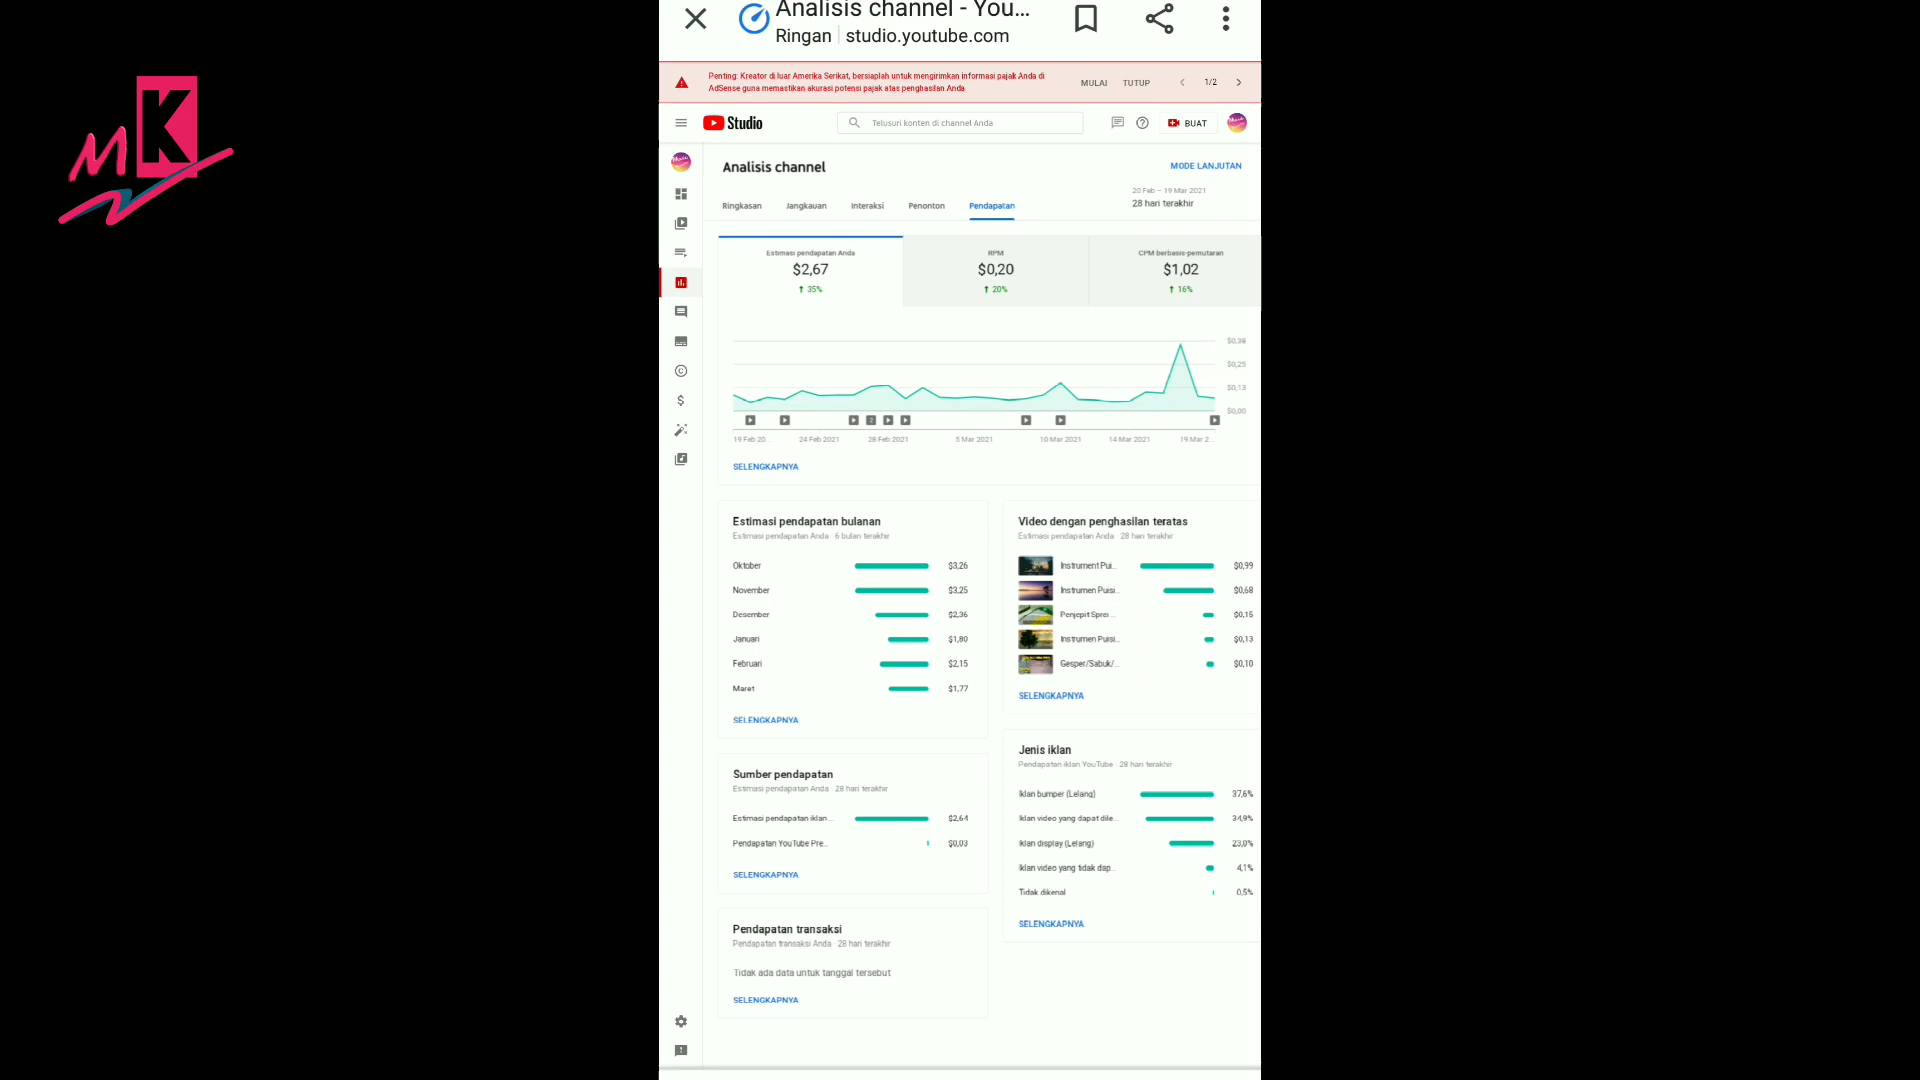 MK
Analisis channel - You...
Ringan studio.youtube.com
Penting: Kreator di luar Amerika Serikat, bersiaplah untuk mengirimkan informasi pajak Anda di
AdSense guna memastikan akurasi potensi pajak atas penghasilan Anda
MULAI TUTUP 1/2
Studio
Telusuri konten di channel Anda
BUAT
Analisis channel
MODE LANJUTAN
20 Feb – 19 Mar 2021
28 hari terakhir
Ringkasan Jangkauan Interaksi Penonton Pendapatan
Estimasi pendapatan Anda
$2,67
35%
RPM
$0,20
20%
CPM berbasis-pemutaran
$1,02
16%
$0,38
$0,25
$0,13
$0,00
2
19 Feb 20... 24 Feb 2021 28 Feb 2021 5 Mar 2021 10 Mar 2021 14 Mar 2021 19 Mar 2...
SELENGKAPNYA
Estimasi pendapatan bulanan
Estimasi pendapatan Anda · 6 bulan terakhir
Oktober $3,26
November $3,25
Desember $2,36
Januari $1,80
Februari $2,15
Maret $1,77
SELENGKAPNYA
Video dengan penghasilan teratas
Estimasi pendapatan Anda · 28 hari terakhir
Instrument Pui... $0,99
Instrumen Puisi... $0,68
Penjepit Sprei ... $0,15
Instrumen Puisi... $0,13
Gesper/Sabuk/... $0,10
SELENGKAPNYA
Sumber pendapatan
Estimasi pendapatan Anda · 28 hari terakhir
Estimasi pendapatan iklan ... $2,64
Pendapatan YouTube Pre... $0,03
SELENGKAPNYA
Jenis iklan
Pendapatan iklan YouTube · 28 hari terakhir
Iklan bumper (Lelang) 37,6%
Iklan video yang dapat dile... 34,9%
Iklan display (Lelang) 23,0%
Iklan video yang tidak dap... 4,1%
Tidak dikenal 0,5%
SELENGKAPNYA
Pendapatan transaksi
Pendapatan transaksi Anda · 28 hari terakhir
Tidak ada data untuk tanggal tersebut
SELENGKAPNYA